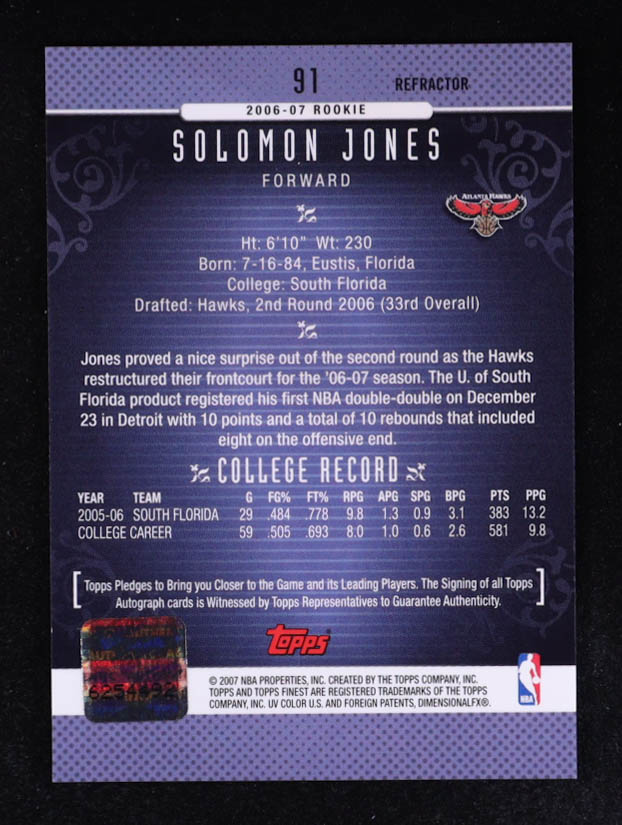 91
REFRACTOR
2006-07 ROOKIE
SOLOMON JONES
FORWARD
ATLANTA HAWKS
Ht: 6'10" Wt: 230
Born: 7-16-84, Eustis, Florida
College: South Florida
Drafted: Hawks, 2nd Round 2006 (33rd Overall)
Jones proved a nice surprise out of the second round as the Hawks
restructured their frontcourt for the '06-07 season. The U. of South
Florida product registered his first NBA double-double on December
23 in Detroit with 10 points and a total of 10 rebounds that included
eight on the offensive end.
COLLEGE RECORD
YEAR TEAM G FG% FT% RPG APG SPG BPG PTS PPG
2005-06 SOUTH FLORIDA 29 .484 .778 9.8 1.3 0.9 3.1 383 13.2
COLLEGE CAREER 59 .505 .693 8.0 1.0 0.6 2.6 581 9.8
[Topps Pledges to Bring you Closer to the Game and its Leading Players. The Signing of all Topps
Autograph cards is Witnessed by Topps Representatives to Guarantee Authenticity.]
topps
© 2007 NBA PROPERTIES, INC. CREATED BY THE TOPPS COMPANY, INC.
TOPPS AND TOPPS FINEST ARE REGISTERED TRADEMARKS OF THE TOPPS
COMPANY, INC. UV COLOR U.S. AND FOREIGN PATENTS, DIMENSIONALFX®.
NBA